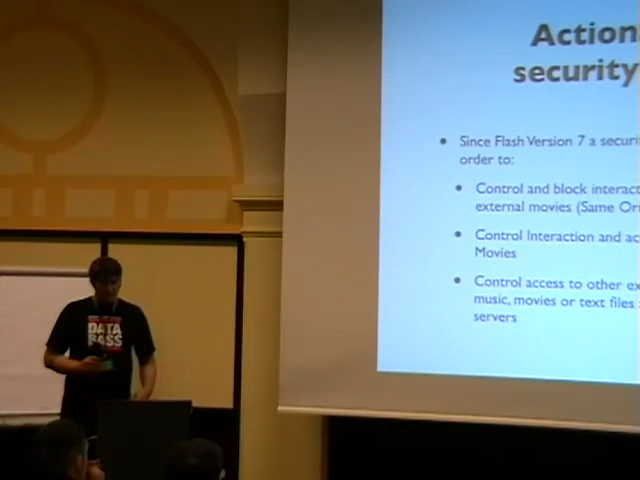 Action
security
Since Flash Version 7 a securi
order to:
Control and block interact
external movies (Same Ori
Control Interaction and ac
Movies
Control access to other ex
music, movies or text files
servers
DATA
BASS